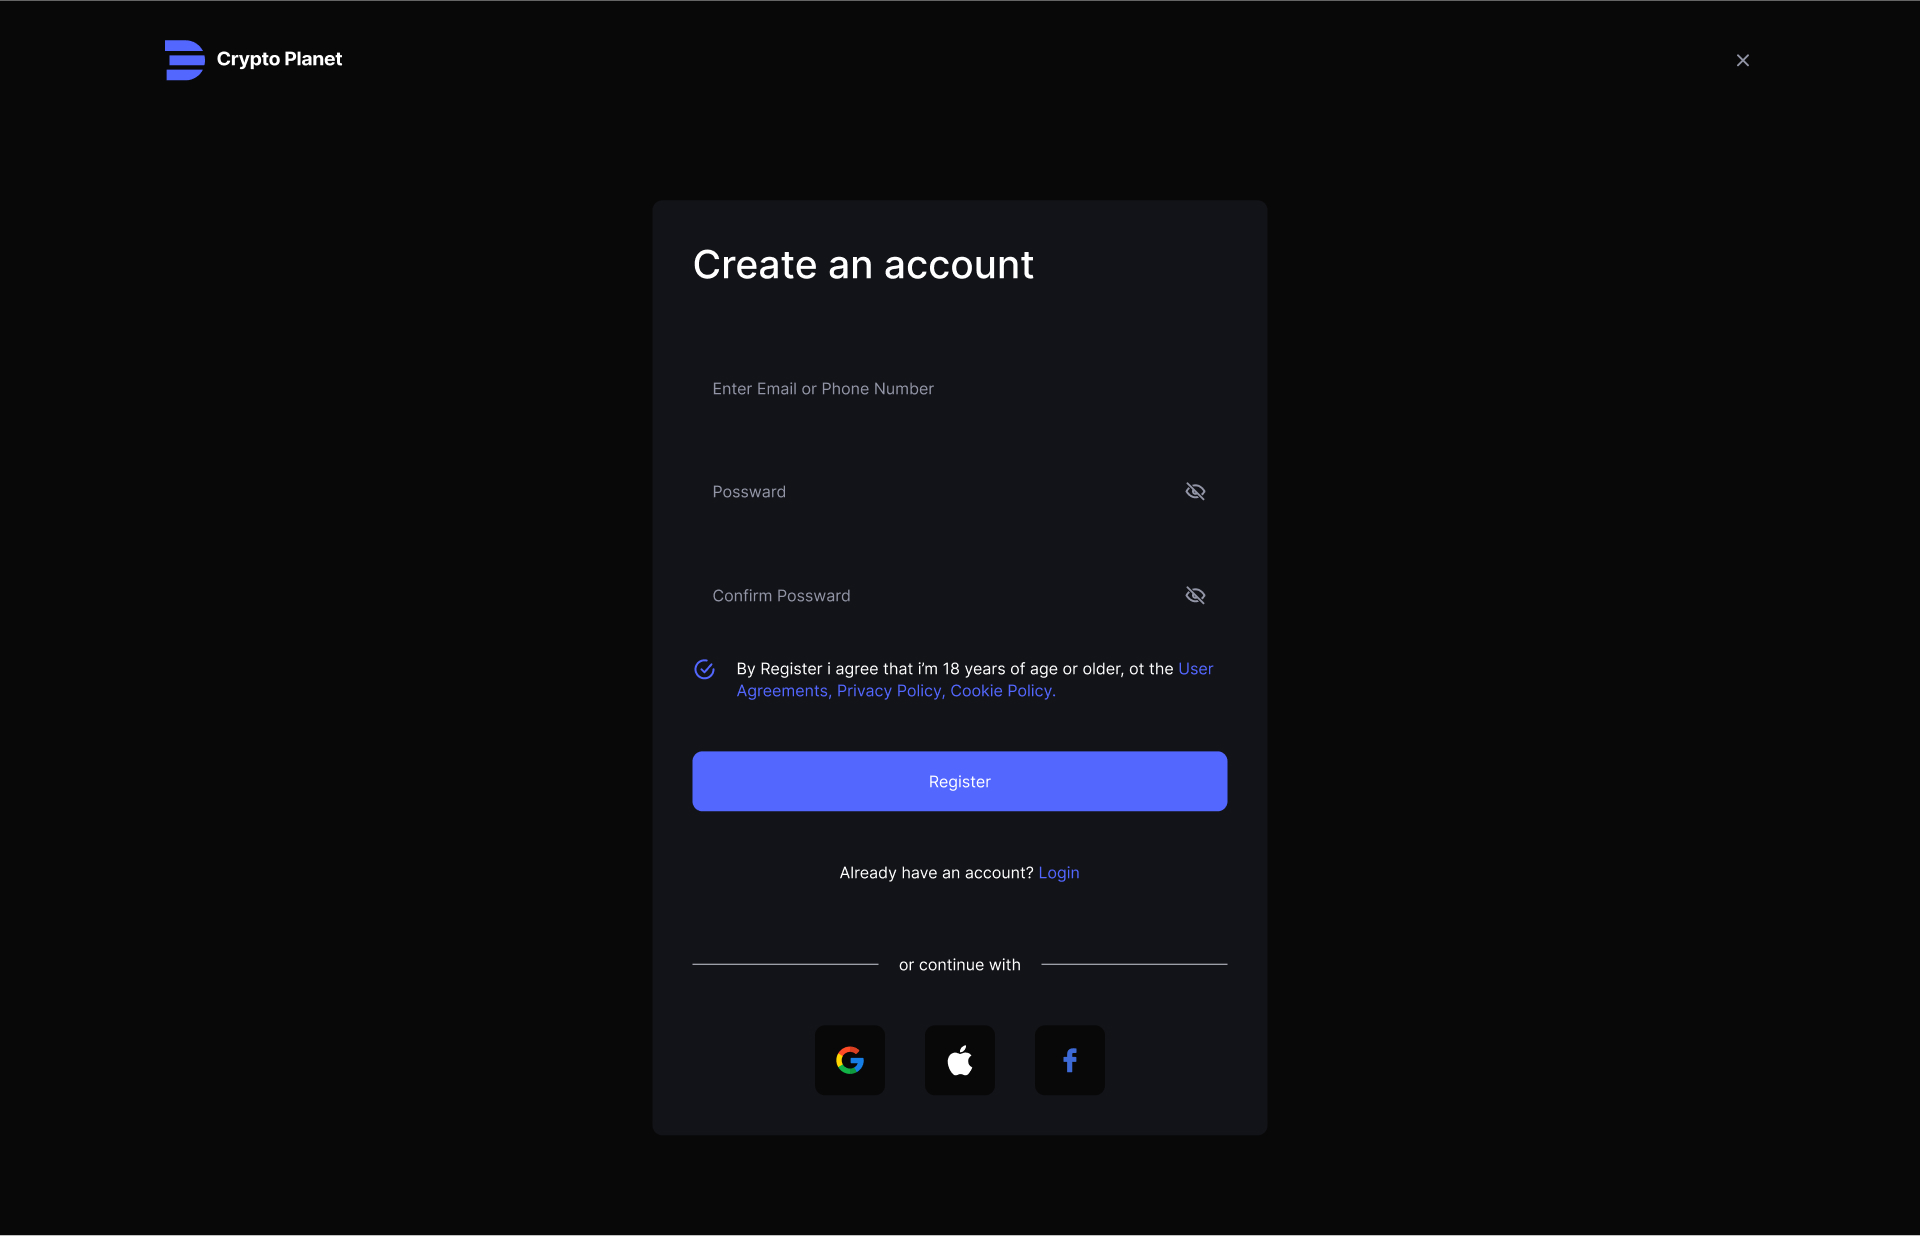 Crypto Planet
Create an account
Enter Email or Phone Number
Possward
Confirm Possward
By Register i agree that i’m 18 years of age or older, ot the User
Agreements, Privacy Policy, Cookie Policy.
Register
Already have an account? Login
or continue with